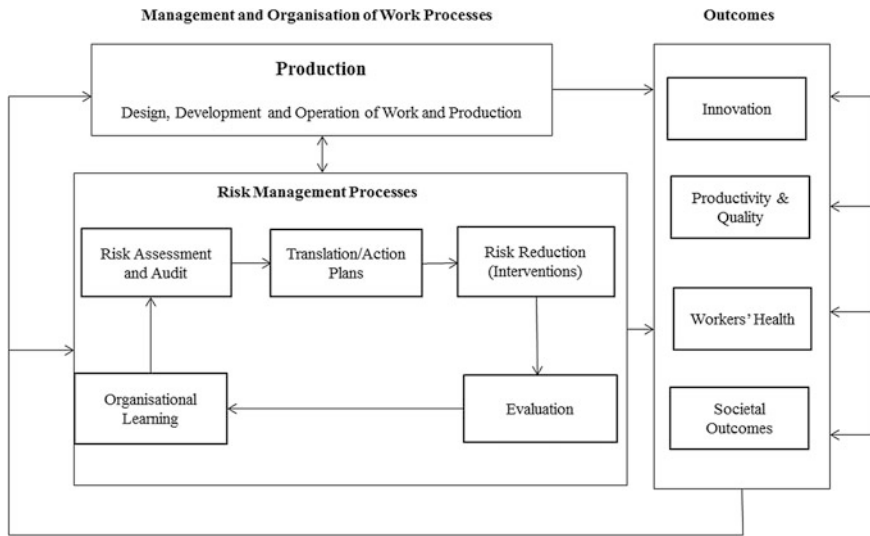 Management and Organisation of Work Processes
Outcomes
Production
Design, Development and Operation of Work and Production
Innovation
Risk Management Processes
Productivity &
Quality
Risk Assessment
and Audit
Translation/Action
Plans
Risk Reduction
(Interventions)
Workers’ Health
Organisational
Learning
Evaluation
Societal
Outcomes